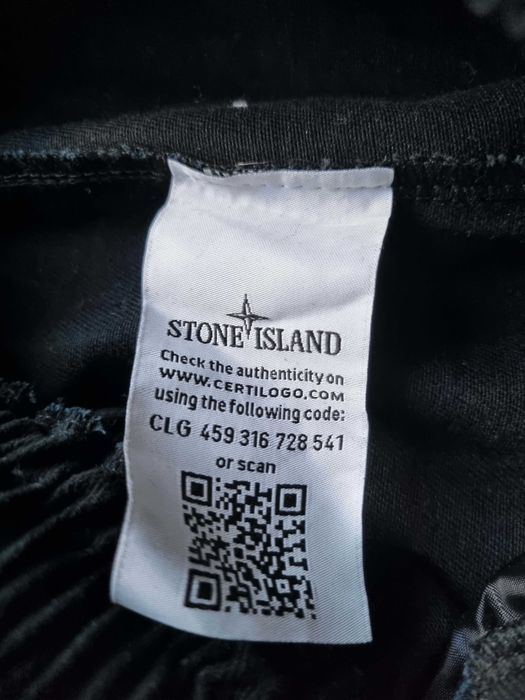 STONE ISLAND
Check the authenticity on
WWW.CERTILOGO.COM
using the following code:
CLG 459 316 728 541
or scan